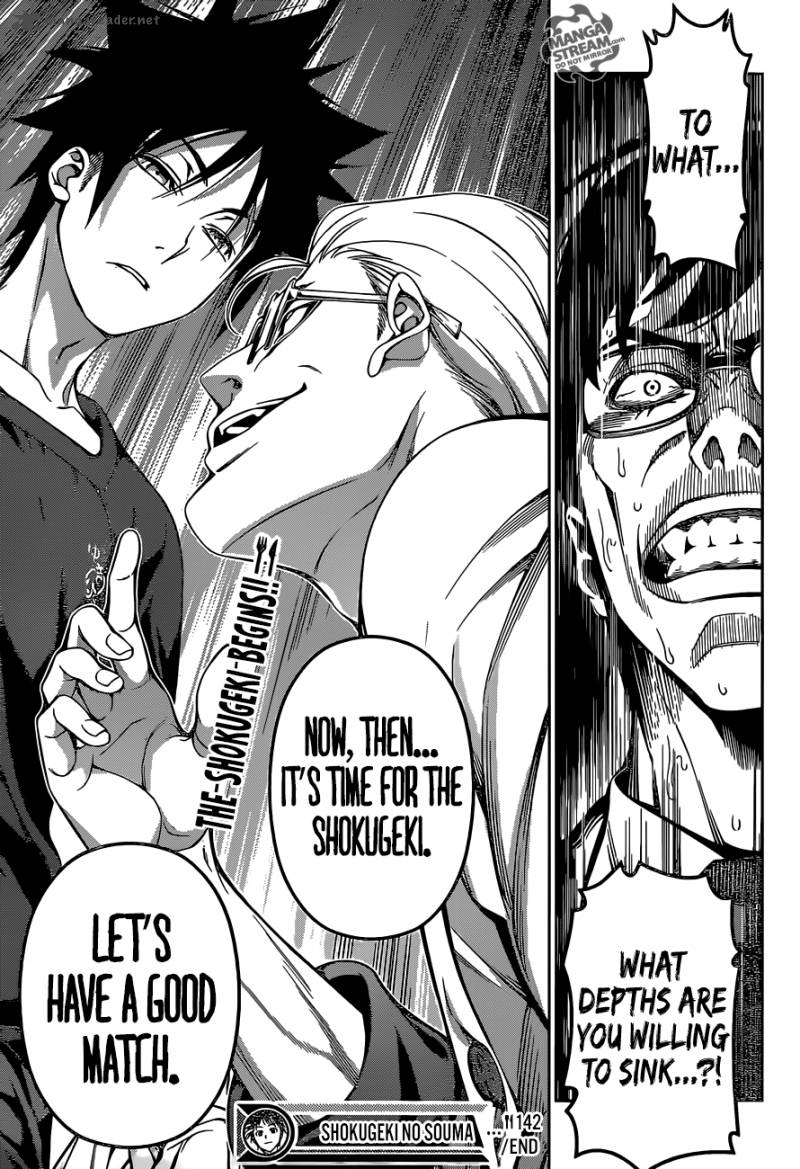 MANGA
STREAM.com
DO NOT MIRROR!
TO
WHAT...
WHAT
DEPTHS ARE
YOU WILLING
TO SINK...?!
THE SHOKUGEKI BEGINS!!
NOW, THEN...
IT'S TIME FOR THE
SHOKUGEKI.
LET'S
HAVE A GOOD
MATCH.
SHOKUGEKI NO SOUMA ... 142
/END